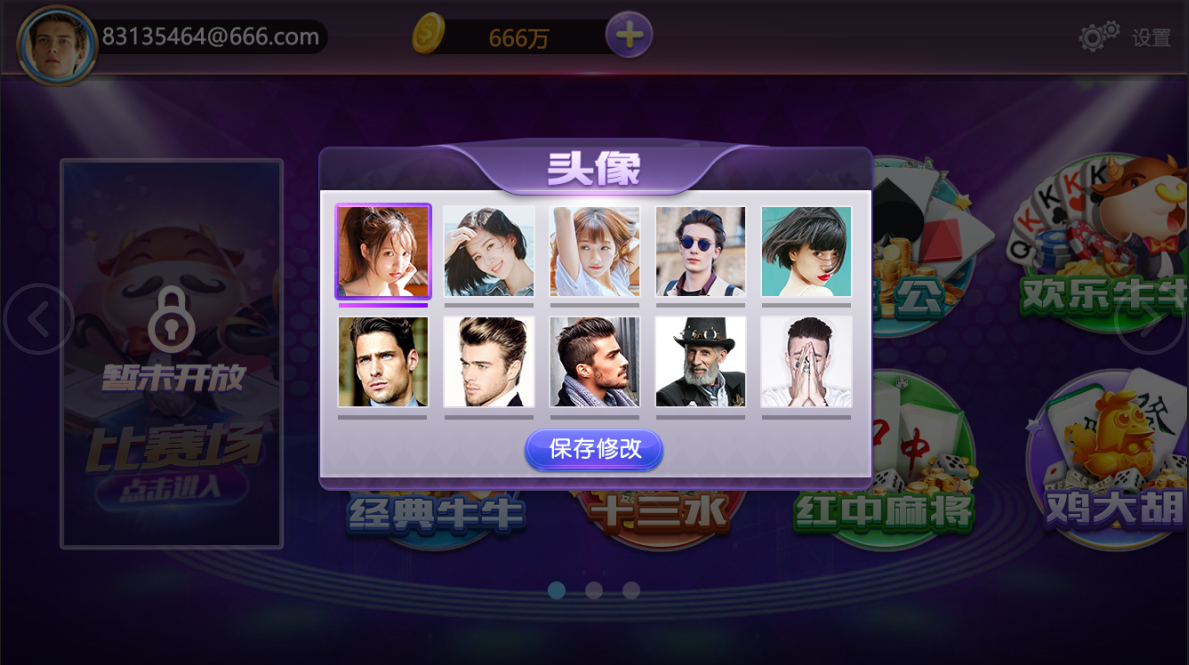 83135464@666.com
666万
设置
头像
公
欢乐牛牛
暂未开放
比赛场
点击进入
保存修改
经典牛牛
十三水
红中麻将
鸡大胡